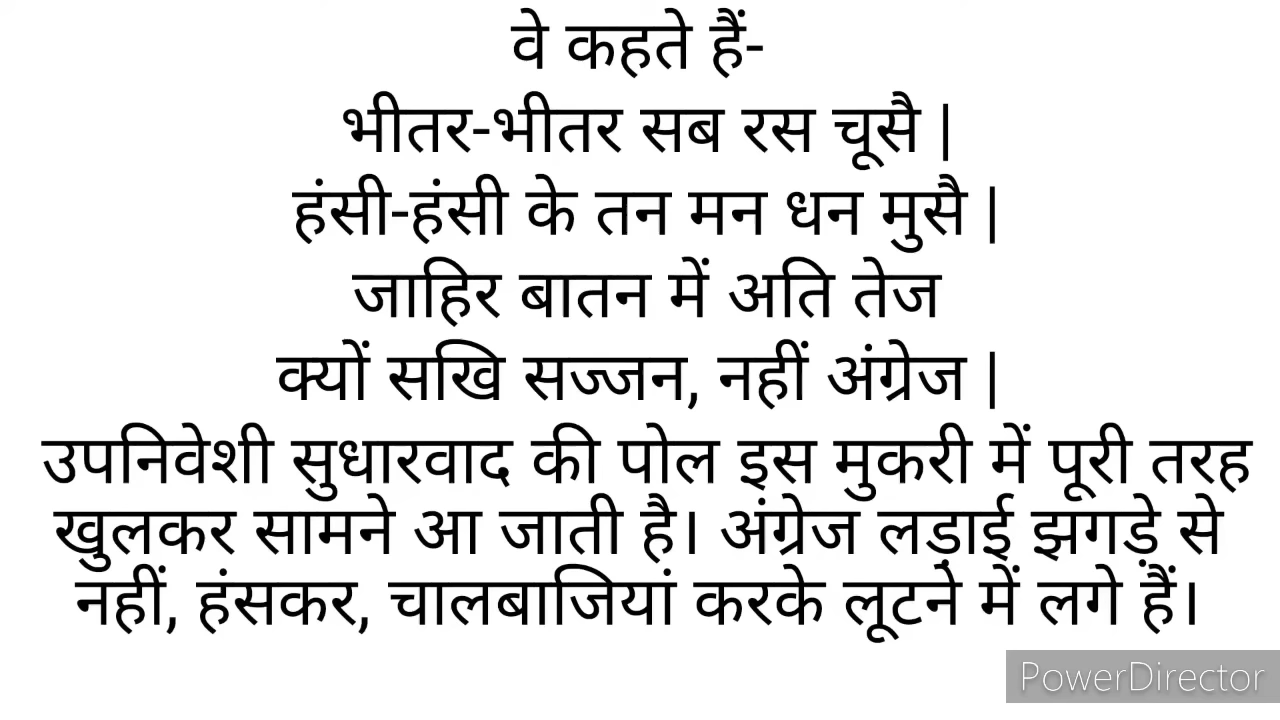 वे कहते हैं-
भीतर-भीतर सब रस चूसै |
हंसी-हंसी के तन मन धन मुसै |
जाहिर बातन में अति तेज
क्यों सखि सज्जन, नहीं अंग्रेज |
उपनिवेशी सुधारवाद की पोल इस मुकरी में पूरी तरह
खुलकर सामने आ जाती है। अंग्रेज लड़ाई झगड़े से
नहीं, हंसकर, चालबाजियां करके लूटने में लगे हैं।
PowerDirector